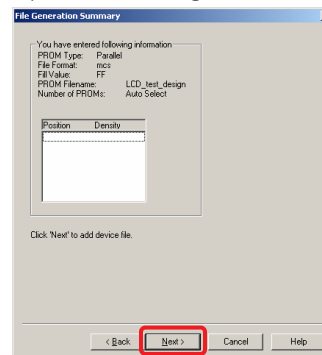 File Generation Summary
You have entered following information
PROM Type: Parallel
File Format: mcs
Fill Value: FF
PROM Filename: LCD_test_design
Number of PROMs: Auto Select
Position Density
Click 'Next' to add device file.
< Back Next > Cancel Help